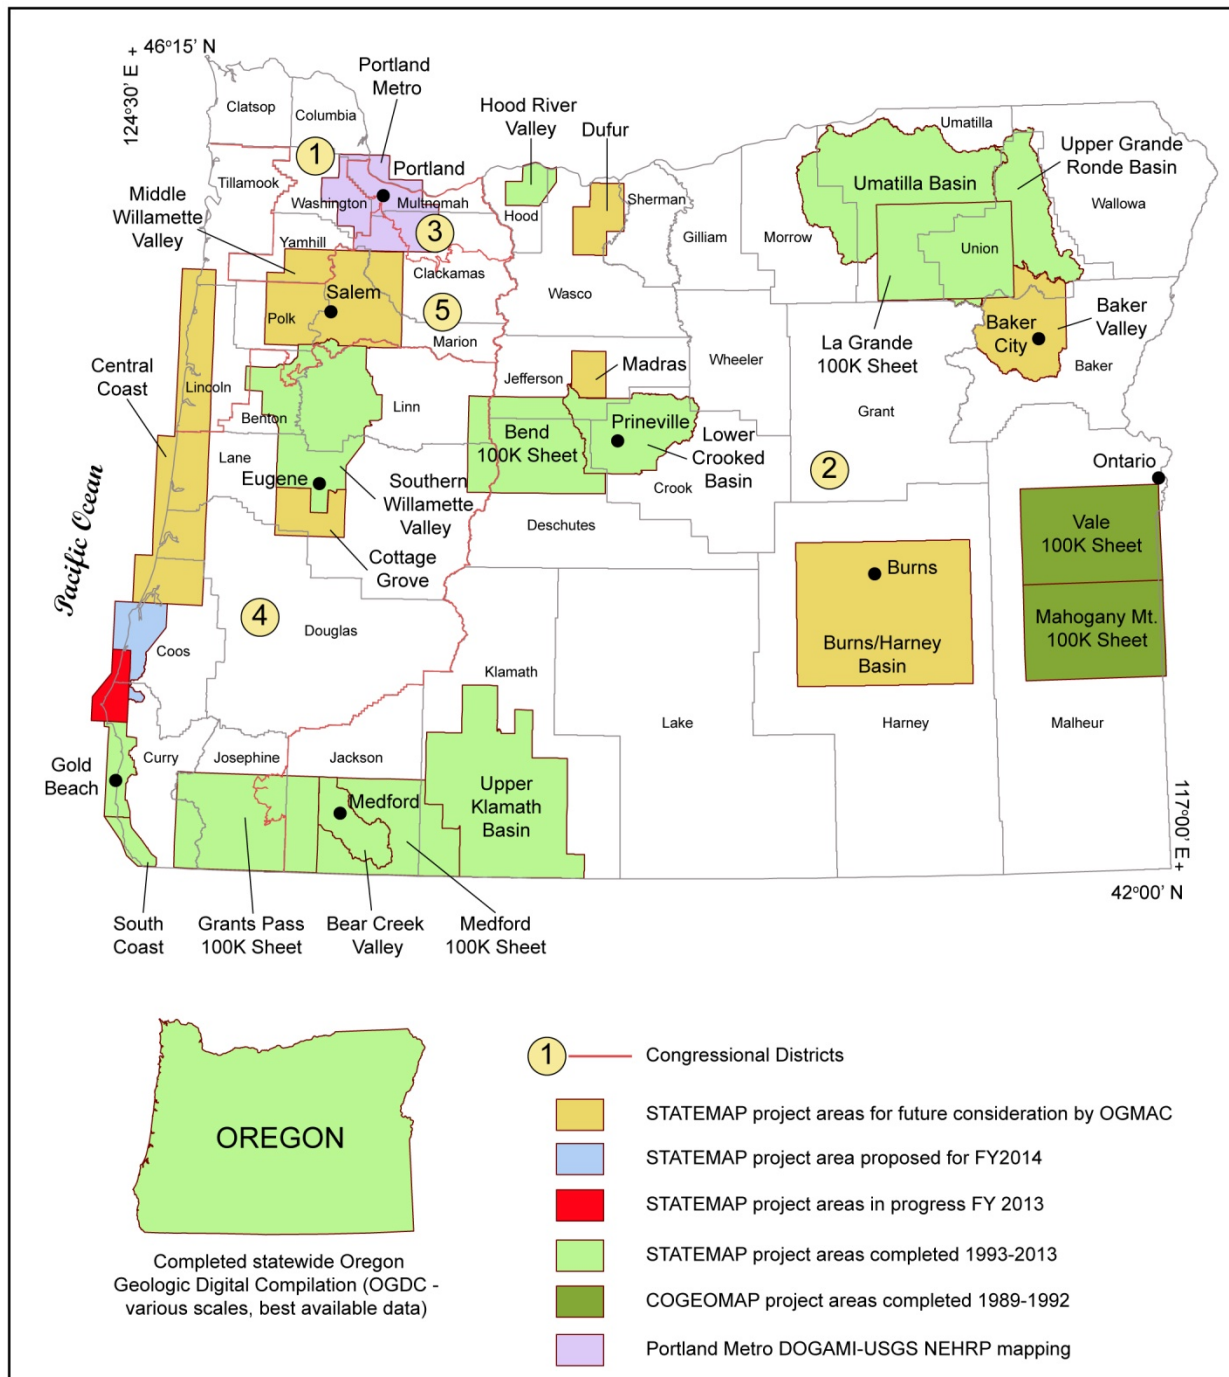 46°15' N
124°30' E +
Portland
Metro
Clatsop
Columbia
Hood River
Valley
Dufur
Umatilla
Upper Grande
Ronde Basin
1
Tillamook
Portland
Middle
Willamette
Valley
Washington
Multnomah
Hood
Sherman
Umatilla Basin
Wallowa
3
Yamhill
Gilliam
Morrow
Union
Clackamas
Salem
Wasco
Polk
5
Marion
La Grande
100K Sheet
Baker
City
Baker
Valley
Central
Coast
Lincoln
Jefferson
Madras
Wheeler
Baker
Benton
Linn
Grant
Bend
100K Sheet
Prineville
Lower
Crooked
Basin
Lane
Eugene
Southern
Willamette
Valley
Crook
2
Ontario
Pacific Ocean
Deschutes
Vale
100K Sheet
Cottage
Grove
Burns
4
Douglas
Mahogany Mt.
100K Sheet
Burns/Harney
Basin
Coos
Klamath
Lake
Harney
Malheur
Gold
Beach
Curry
Josephine
Jackson
Medford
Upper
Klamath
Basin
117°00' E +
42°00' N
South
Coast
Grants Pass
100K Sheet
Bear Creek
Valley
Medford
100K Sheet
OREGON
Completed statewide Oregon
Geologic Digital Compilation (OGDC -
various scales, best available data)
1 Congressional Districts
STATEMAP project areas for future consideration by OGMAC
STATEMAP project area proposed for FY2014
STATEMAP project areas in progress FY 2013
STATEMAP project areas completed 1993-2013
COGEOMAP project areas completed 1989-1992
Portland Metro DOGAMI-USGS NEHRP mapping